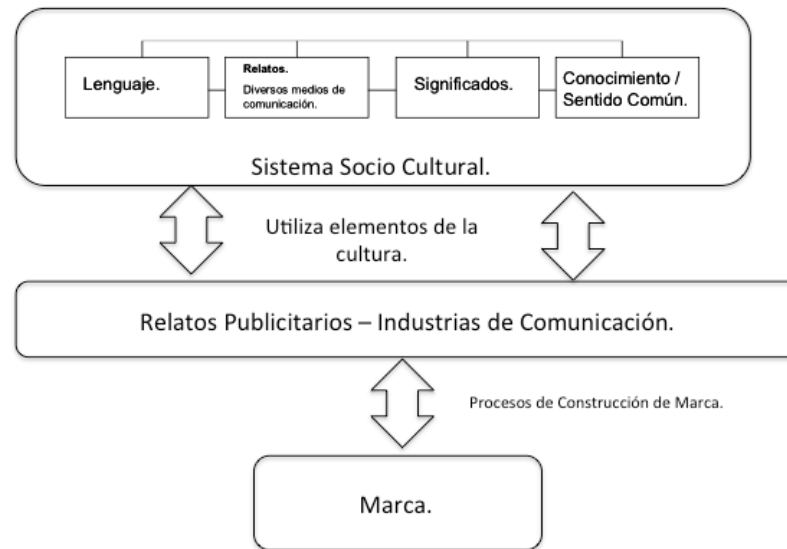 Lenguaje.
Relatos.
Diversos medios de
comunicación.
Significados.
Conocimiento /
Sentido Común.
Sistema Socio Cultural.
Utiliza elementos de la
cultura.
Relatos Publicitarios – Industrias de Comunicación.
Procesos de Construcción de Marca.
Marca.